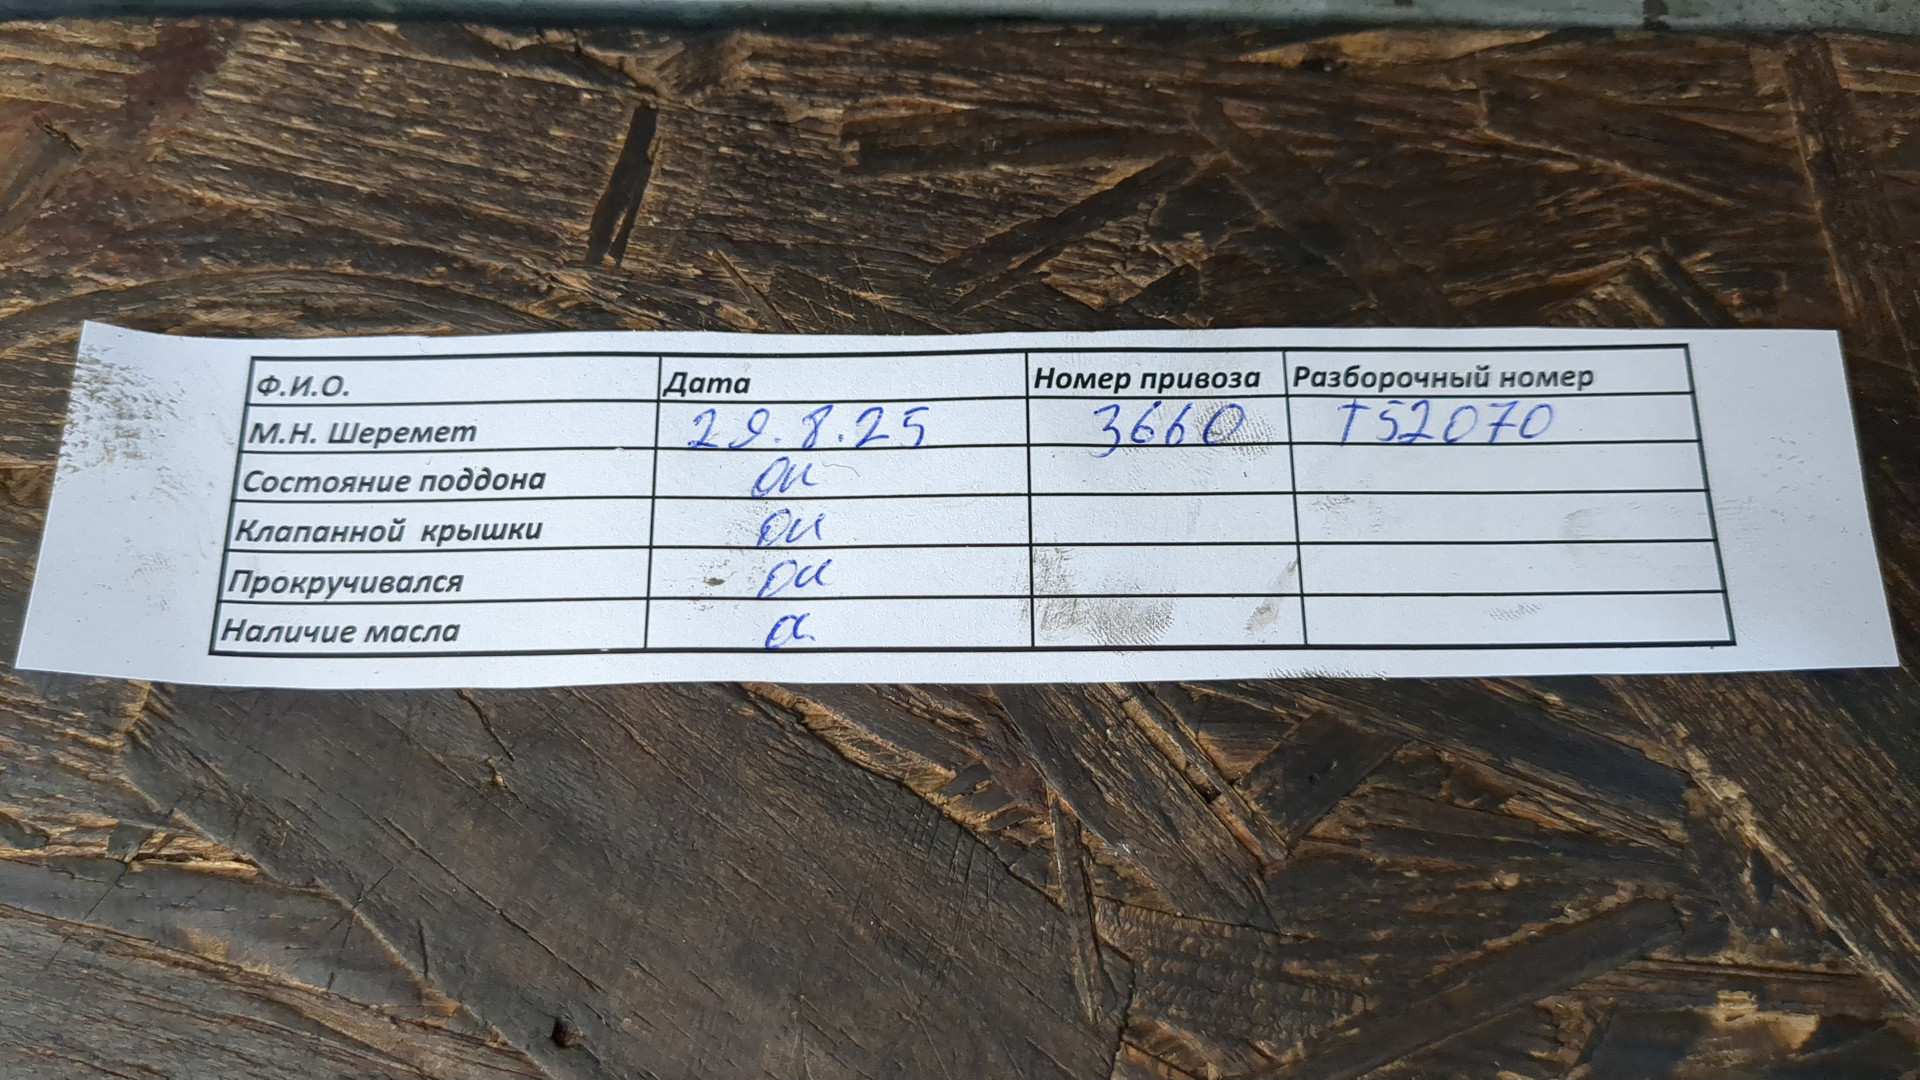 Ф.И.О. Дата Номер привоза Разборочный номер
М.Н. Шеремет 29.8.25 3660 Т52070
Состояние поддона ок
Клапанной крышки ок
Прокручивался ок
Наличие масла